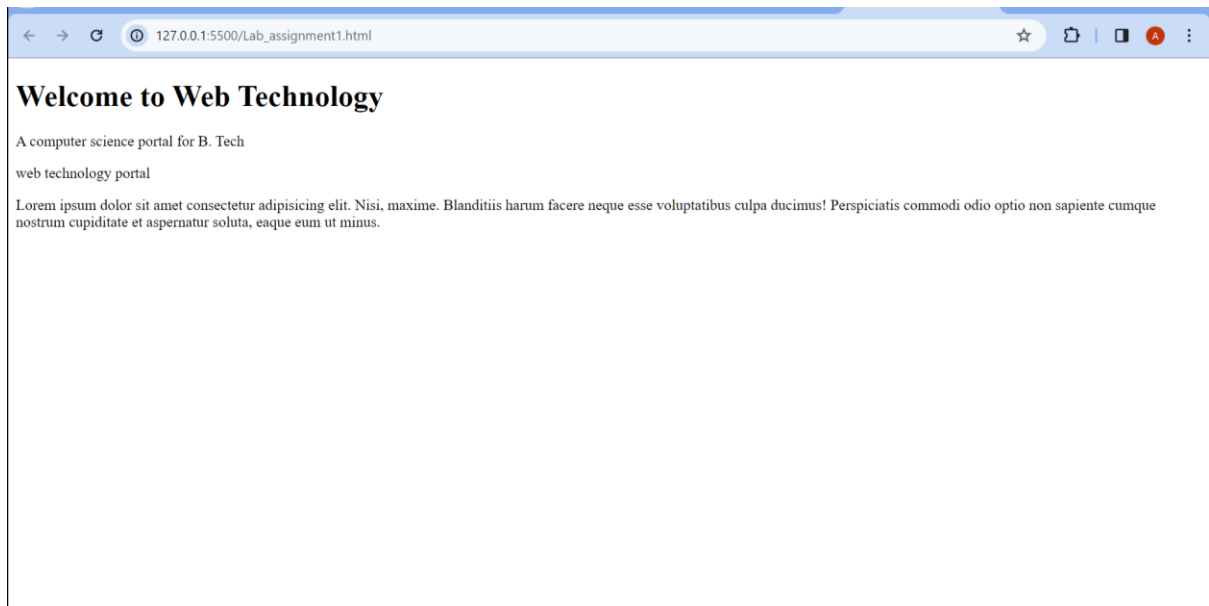 127.0.0.1:5500/Lab_assignment1.html
A
Welcome to Web Technology
A computer science portal for B. Tech
web technology portal
Lorem ipsum dolor sit amet consectetur adipisicing elit. Nisi, maxime. Blanditiis harum facere neque esse voluptatibus culpa ducimus! Perspiciatis commodi odio optio non sapiente cumque
nostrum cupiditate et aspernatur soluta, eaque eum ut minus.